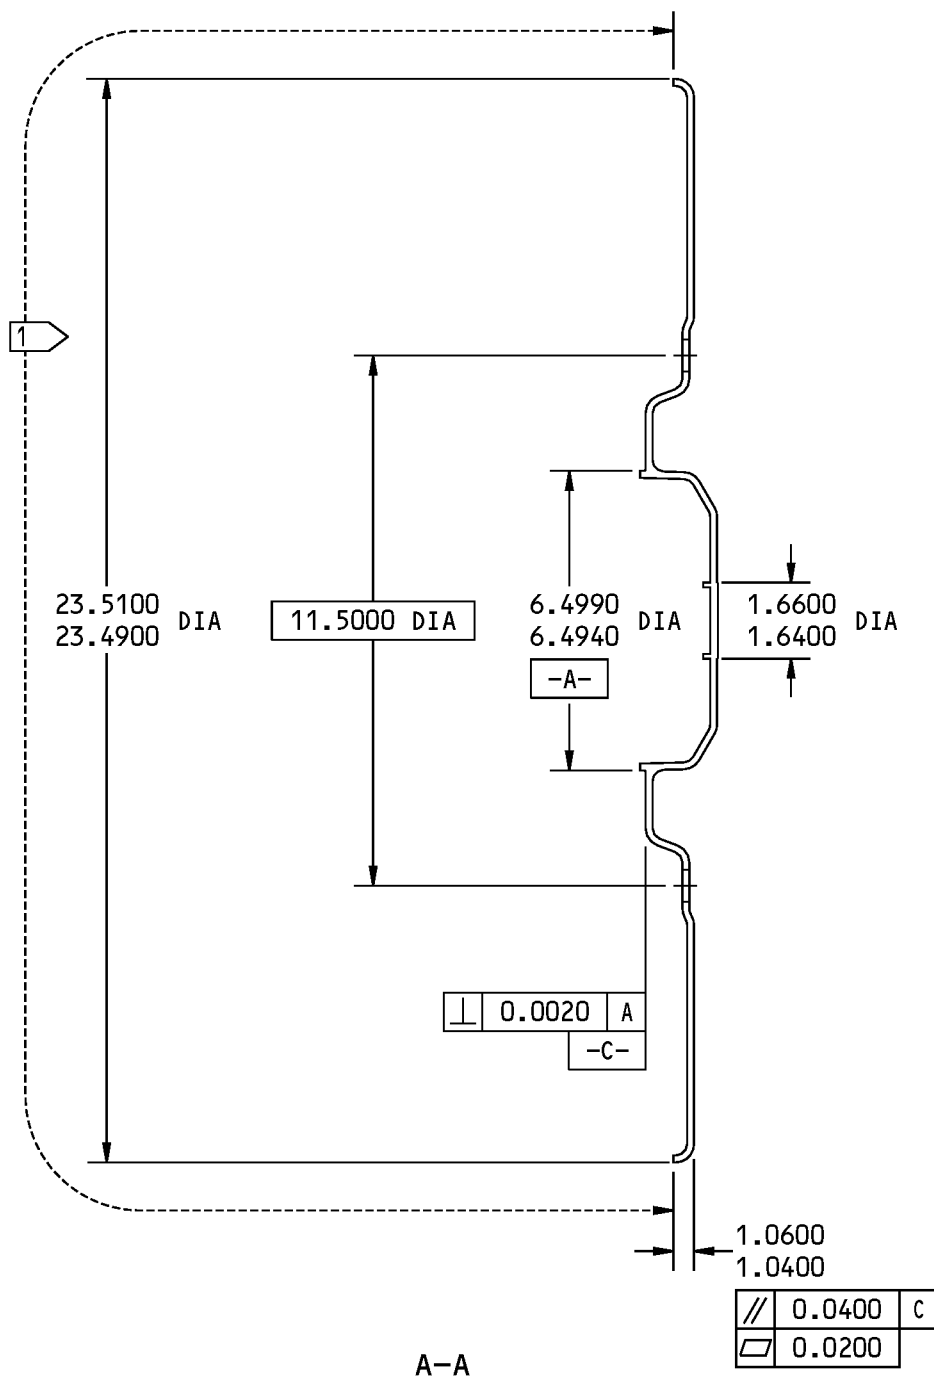 1
23.5100
23.4900 DIA
11.5000 DIA
6.4990
6.4940 DIA
-A-
1.6600
1.6400 DIA
⊥ 0.0020 A
-C-
1.0600
1.0400
// 0.0400 C
▱ 0.0200
A-A